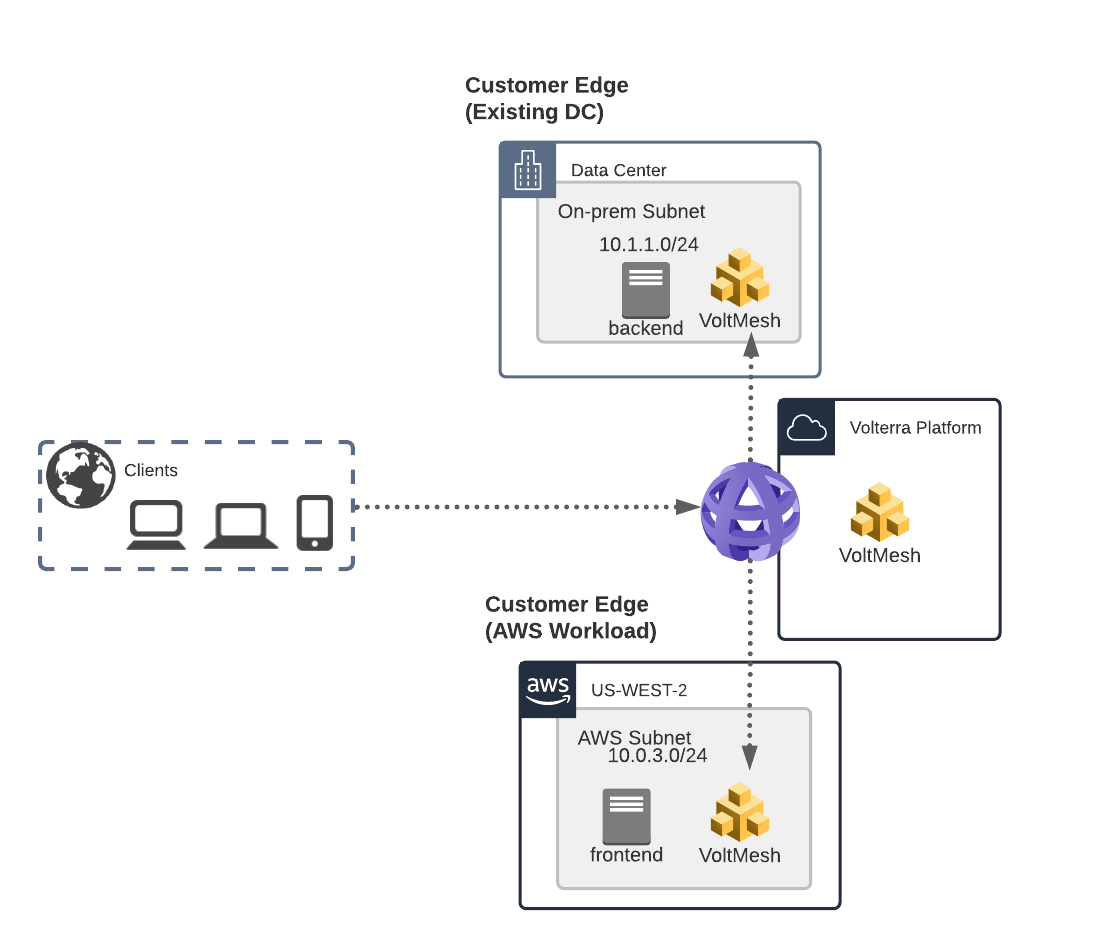 Customer Edge
(Existing DC)
Data Center
On-prem Subnet
10.1.1.0/24
backend
VoltMesh
Clients
Volterra Platform
VoltMesh
Customer Edge
(AWS Workload)
aws
US-WEST-2
AWS Subnet
10.0.3.0/24
frontend
VoltMesh